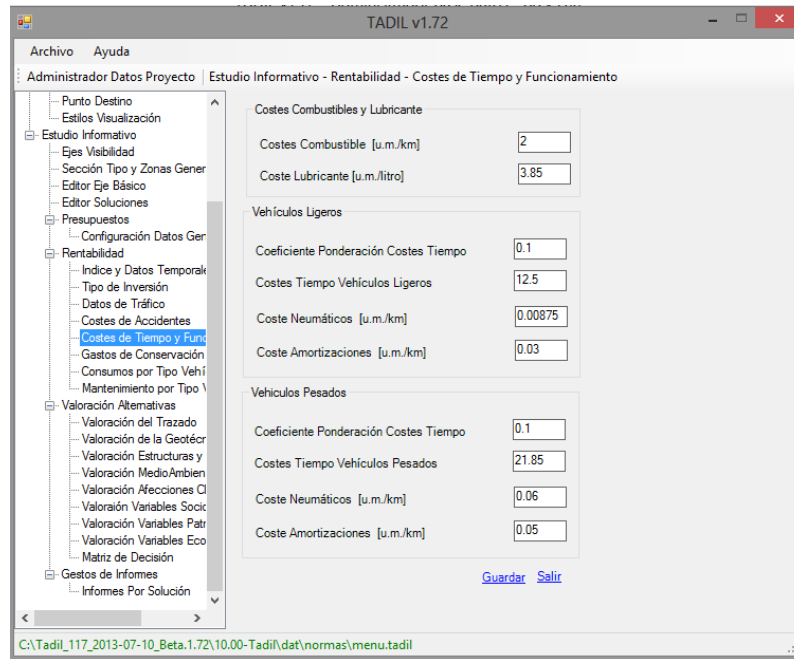 TADIL v1.72
Archivo Ayuda
Administrador Datos Proyecto Estudio Informativo - Rentabilidad - Costes de Tiempo y Funcionamiento
Punto Destino
Estilos Visualización
Estudio Informativo
Ejes Visibilidad
Sección Tipo y Zonas Gener
Editor Eje Básico
Editor Soluciones
Presupuestos
Configuración Datos Gen
Rentabilidad
Indice y Datos Temporale
Tipo de Inversión
Datos de Tráfico
Costes de Accidentes
Costes de Tiempo y Func
Gastos de Conservación
Consumos por Tipo Vehí
Mantenimiento por Tipo V
Valoración Alternativas
Valoración del Trazado
Valoración de la Geotécr
Valoración Estructuras y
Valoración MedioAmbien
Valoración Afecciones Cl
Valoraión Variables Socic
Valoración Variables Patr
Valoración Variables Eco
Matriz de Decisión
Gestos de Informes
Informes Por Solución
Costes Combustibles y Lubricante
Costes Combustible [u.m./km] 2
Coste Lubricante [u.m./litro] 3.85
Vehículos Ligeros
Coeficiente Ponderación Costes Tiempo 0.1
Costes Tiempo Vehículos Ligeros 12.5
Coste Neumáticos [u.m./km] 0.00875
Coste Amortizaciones [u.m./km] 0.03
Vehiculos Pesados
Coeficiente Ponderación Costes Tiempo 0.1
Costes Tiempo Vehículos Pesados 21.85
Coste Neumáticos [u.m./km] 0.06
Coste Amortizaciones [u.m./km] 0.05
Guardar Salir
C:\Tadil_117_2013-07-10_Beta.1.72\10.00-Tadil\dat\normas\menu.tadil